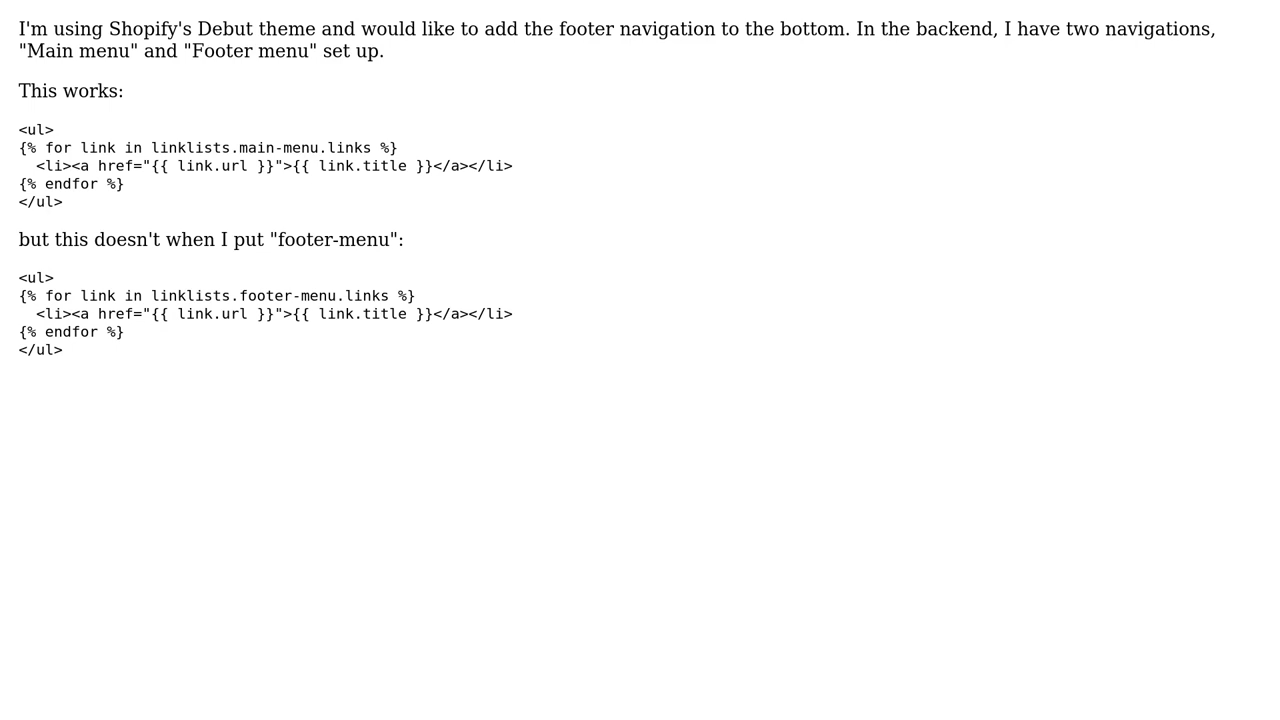 I'm using Shopify's Debut theme and would like to add the footer navigation to the bottom. In the backend, I have two navigations,
"Main menu" and "Footer menu" set up.
This works:
<ul>
{% for link in linklists.main-menu.links %}
  <li><a href="{{ link.url }}">{{ link.title }}</a></li>
{% endfor %}
</ul>
but this doesn't when I put "footer-menu":
<ul>
{% for link in linklists.footer-menu.links %}
  <li><a href="{{ link.url }}">{{ link.title }}</a></li>
{% endfor %}
</ul>